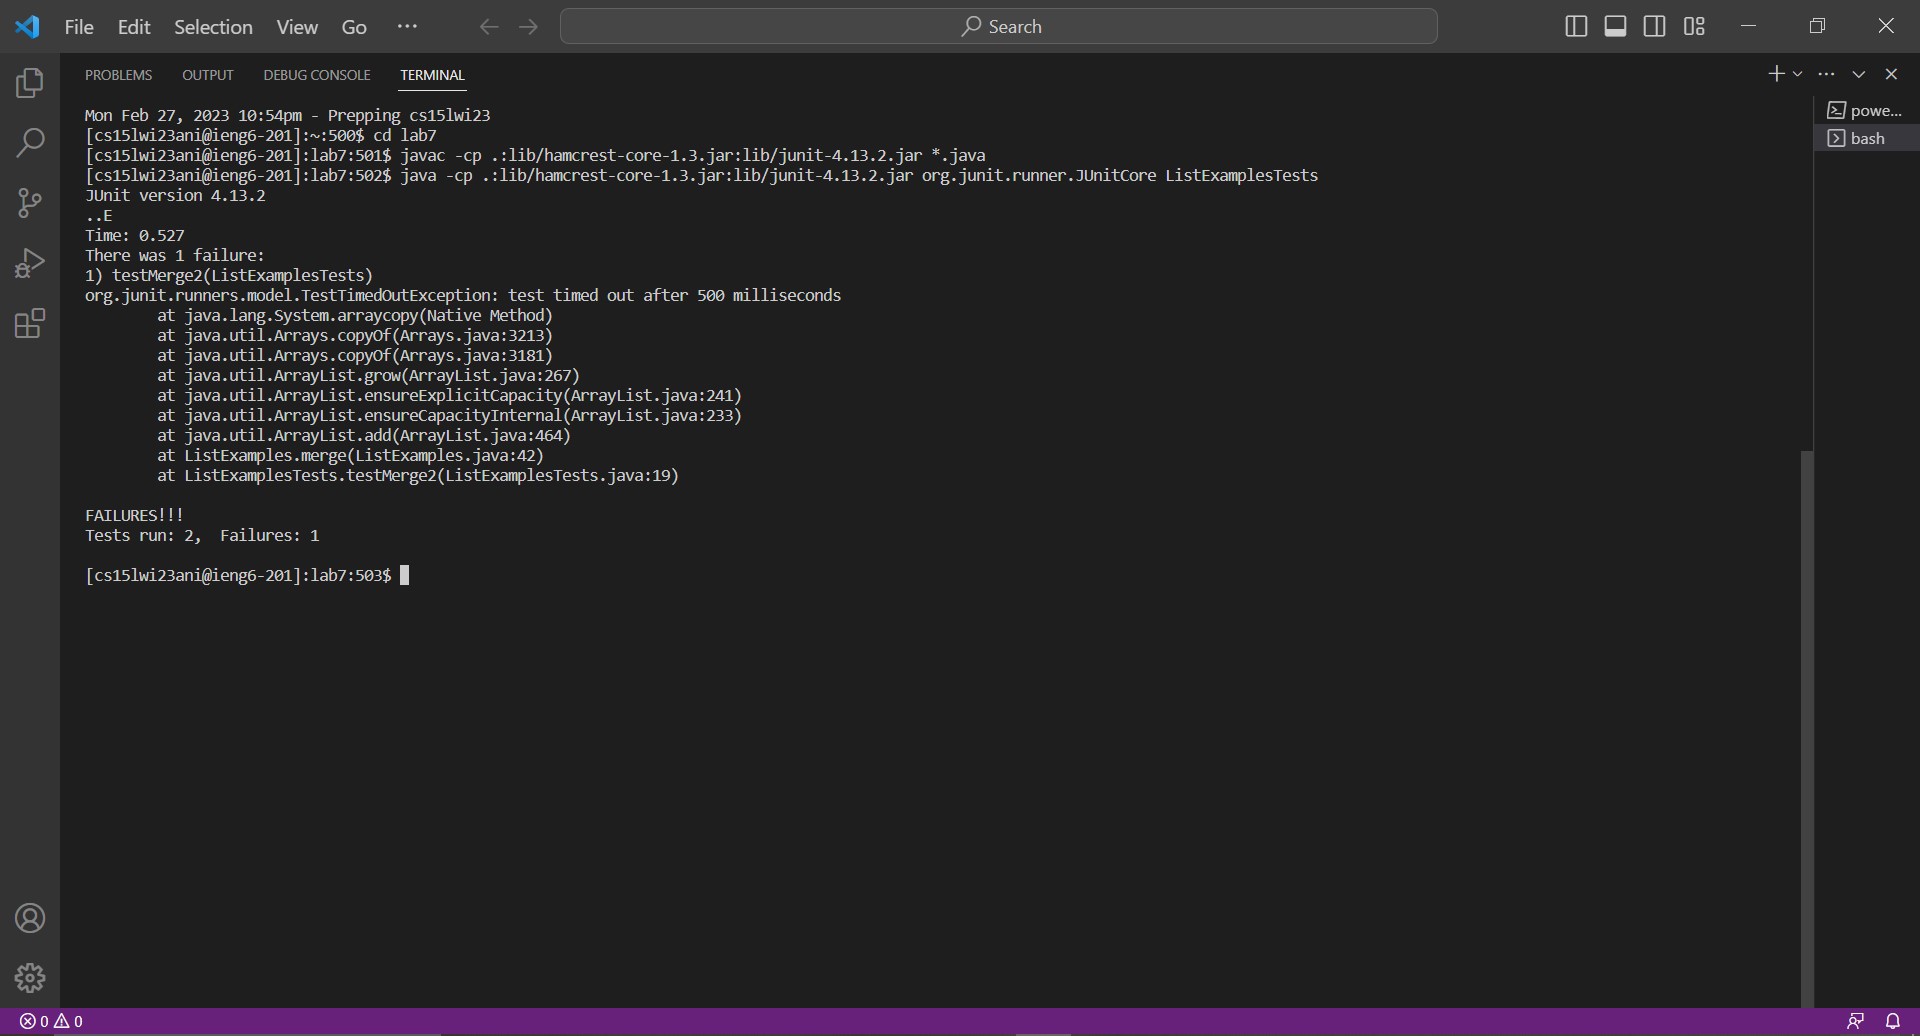 File Edit Selection View Go ···
Search
PROBLEMS OUTPUT DEBUG CONSOLE TERMINAL
powe...
bash
Mon Feb 27, 2023 10:54pm - Prepping cs15lwi23
[cs15lwi23ani@ieng6-201]:~:500$ cd lab7
[cs15lwi23ani@ieng6-201]:lab7:501$ javac -cp .:lib/hamcrest-core-1.3.jar:lib/junit-4.13.2.jar *.java
[cs15lwi23ani@ieng6-201]:lab7:502$ java -cp .:lib/hamcrest-core-1.3.jar:lib/junit-4.13.2.jar org.junit.runner.JUnitCore ListExamplesTests
JUnit version 4.13.2
..E
Time: 0.527
There was 1 failure:
1) testMerge2(ListExamplesTests)
org.junit.runners.model.TestTimedOutException: test timed out after 500 milliseconds
        at java.lang.System.arraycopy(Native Method)
        at java.util.Arrays.copyOf(Arrays.java:3213)
        at java.util.Arrays.copyOf(Arrays.java:3181)
        at java.util.ArrayList.grow(ArrayList.java:267)
        at java.util.ArrayList.ensureExplicitCapacity(ArrayList.java:241)
        at java.util.ArrayList.ensureCapacityInternal(ArrayList.java:233)
        at java.util.ArrayList.add(ArrayList.java:464)
        at ListExamples.merge(ListExamples.java:42)
        at ListExamplesTests.testMerge2(ListExamplesTests.java:19)
FAILURES!!!
Tests run: 2,  Failures: 1
[cs15lwi23ani@ieng6-201]:lab7:503$
0 0